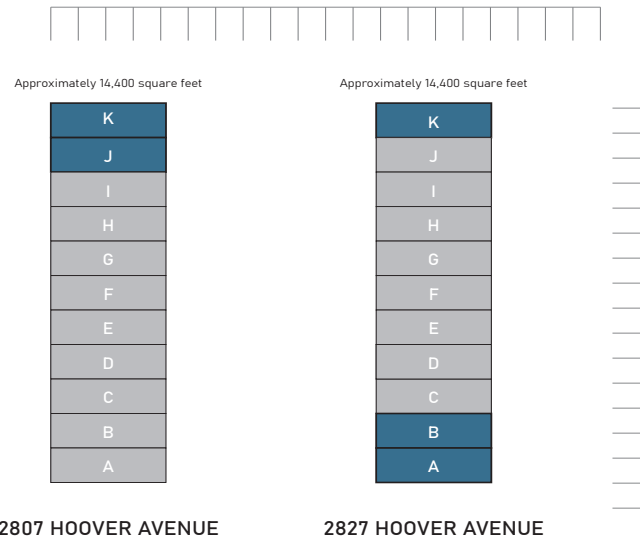 Approximately 14,400 square feet
K
J
I
H
G
F
E
D
C
B
A
2807 HOOVER AVENUE
Approximately 14,400 square feet
K
J
I
H
G
F
E
D
C
B
A
2827 HOOVER AVENUE